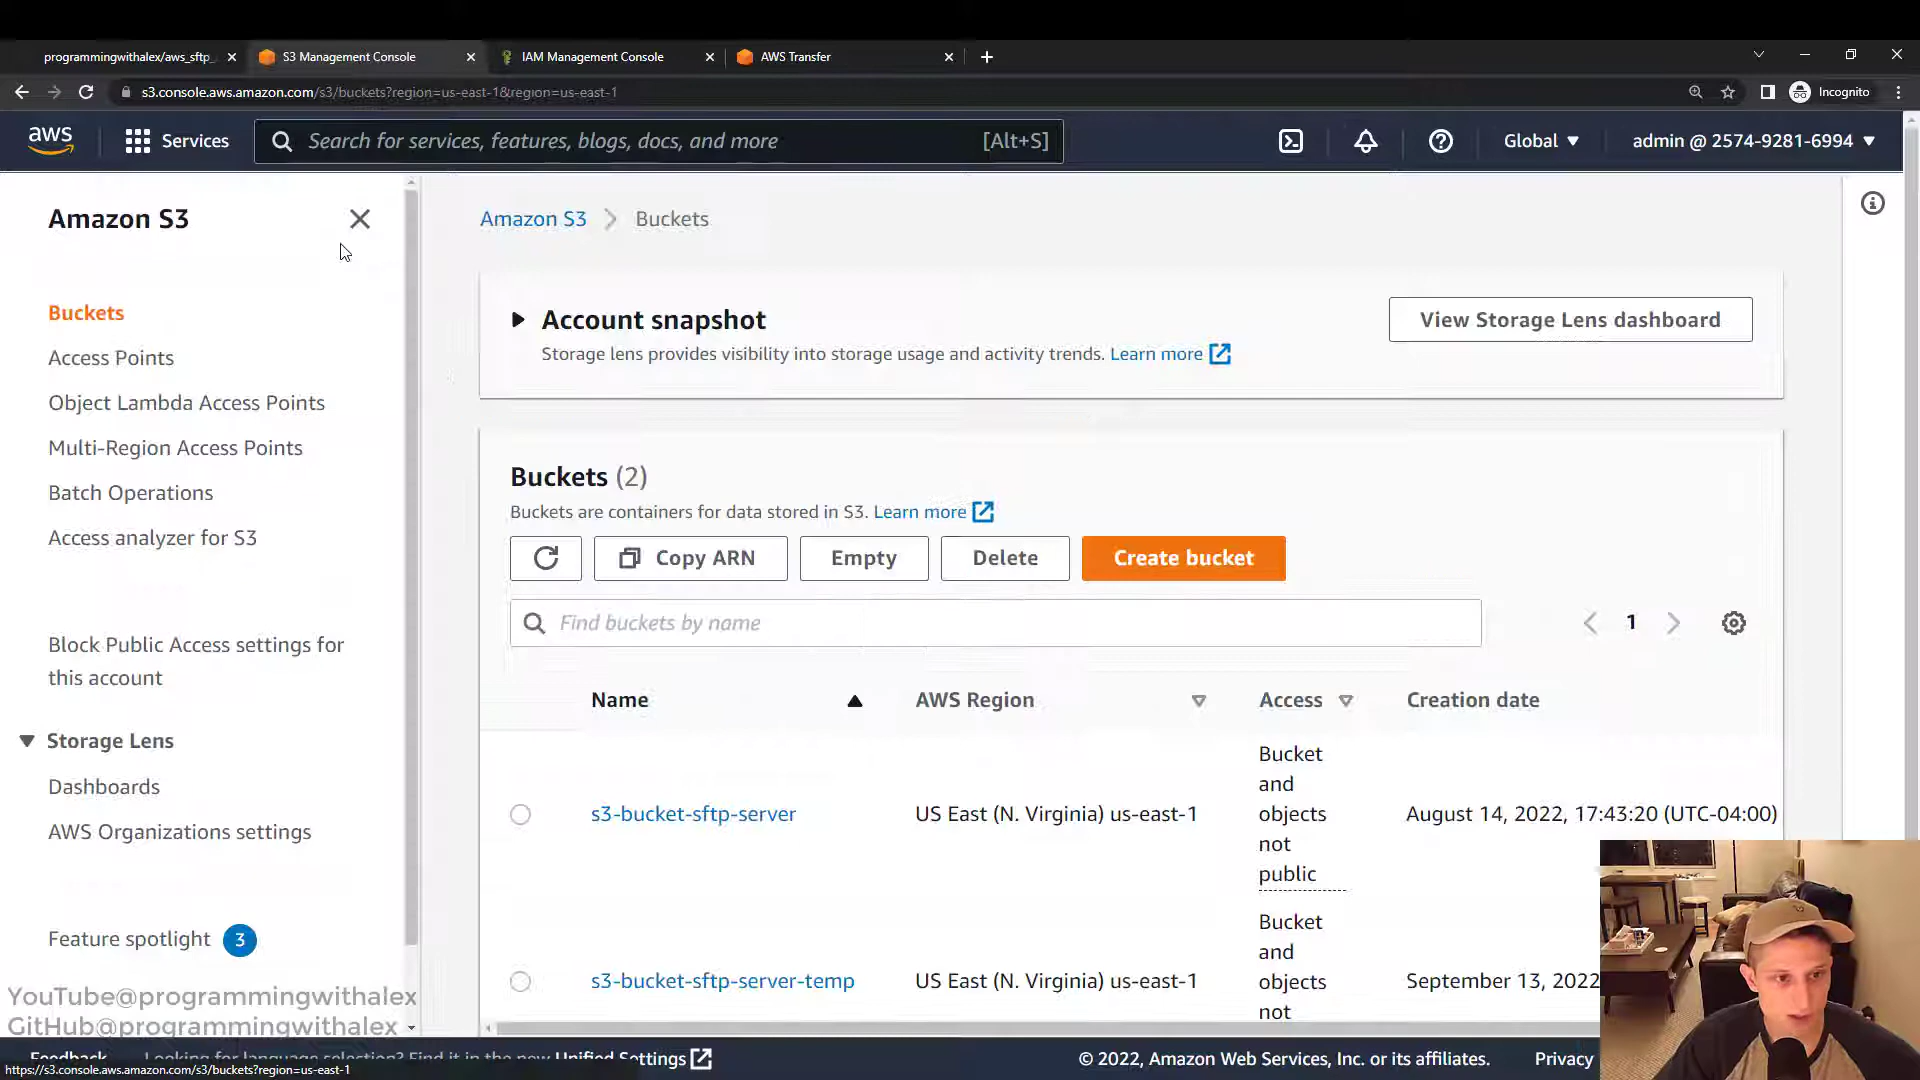 programmingwithalex/aws_sftp_
S3 Management Console
IAM Management Console
AWS Transfer
s3.console.aws.amazon.com/s3/buckets?region=us-east-1&region=us-east-1
Incognito
aws
Services
Search for services, features, blogs, docs, and more
[Alt+S]
Global
admin @ 2574-9281-6994
Amazon S3
Buckets
Access Points
Object Lambda Access Points
Multi-Region Access Points
Batch Operations
Access analyzer for S3
Block Public Access settings for
this account
Storage Lens
Dashboards
AWS Organizations settings
Feature spotlight 3
Amazon S3 > Buckets
Account snapshot
Storage lens provides visibility into storage usage and activity trends. Learn more
View Storage Lens dashboard
Buckets (2)
Buckets are containers for data stored in S3. Learn more
Copy ARN
Empty
Delete
Create bucket
Find buckets by name
1
Name
AWS Region
Access
Creation date
s3-bucket-sftp-server
US East (N. Virginia) us-east-1
Bucket
and
objects
not
public
August 14, 2022, 17:43:20 (UTC-04:00)
s3-bucket-sftp-server-temp
US East (N. Virginia) us-east-1
Bucket
and
objects
not
September 13, 2022
YouTube@programmingwithalex
GitHub@programmingwithalex
Feedback
Looking for language selection? Find it in the new Unified Settings
© 2022, Amazon Web Services, Inc. or its affiliates.
Privacy
https://s3.console.aws.amazon.com/s3/buckets?region=us-east-1